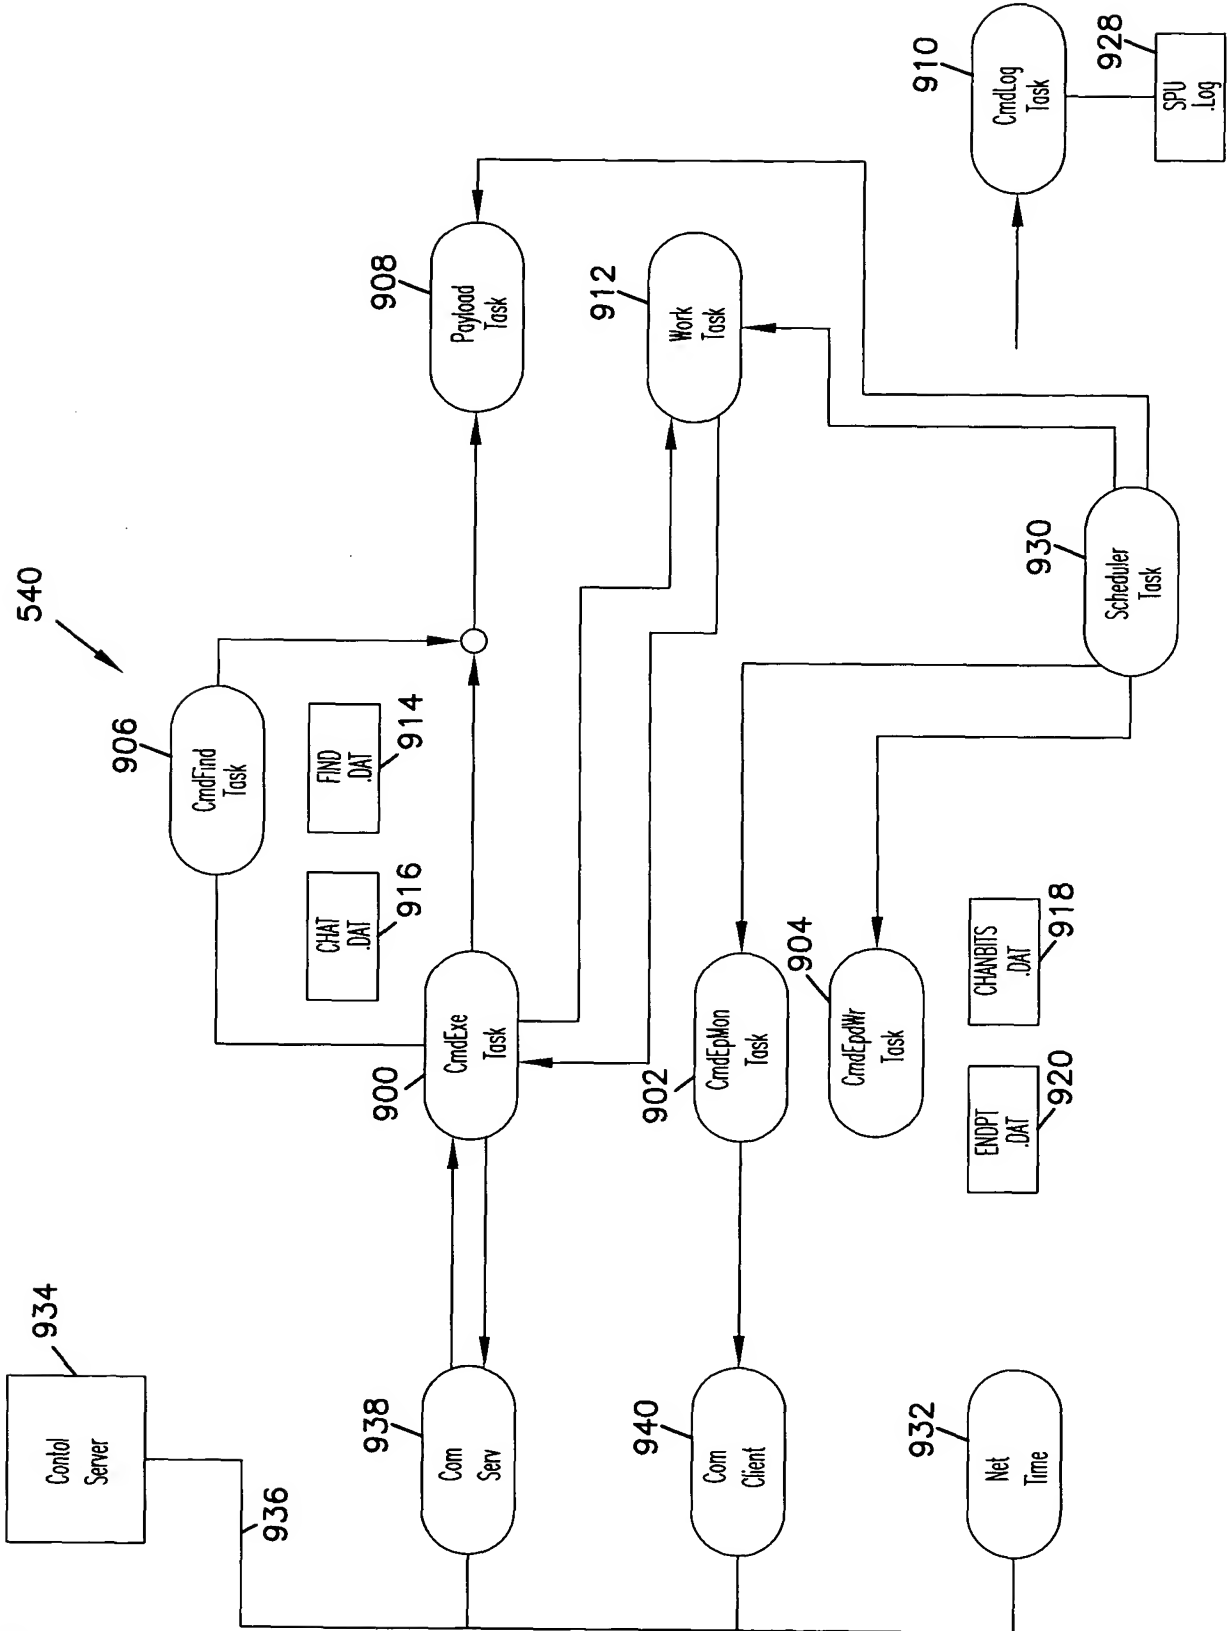 540
Contol
Server
934
936
Com
Serv
938
Com
Client
940
Net
Time
932
CmdExe
Task
900
CmdEpMon
Task
902
CmdEpdWr
Task
904
ENDPT
.DAT
920
CHANBITS
.DAT
918
CHAT
.DAT
916
FIND
.DAT
914
CmdFind
Task
906
Payload
Task
908
Work
Task
912
Scheduler
Task
930
CmdLog
Task
910
SPU
.Log
928